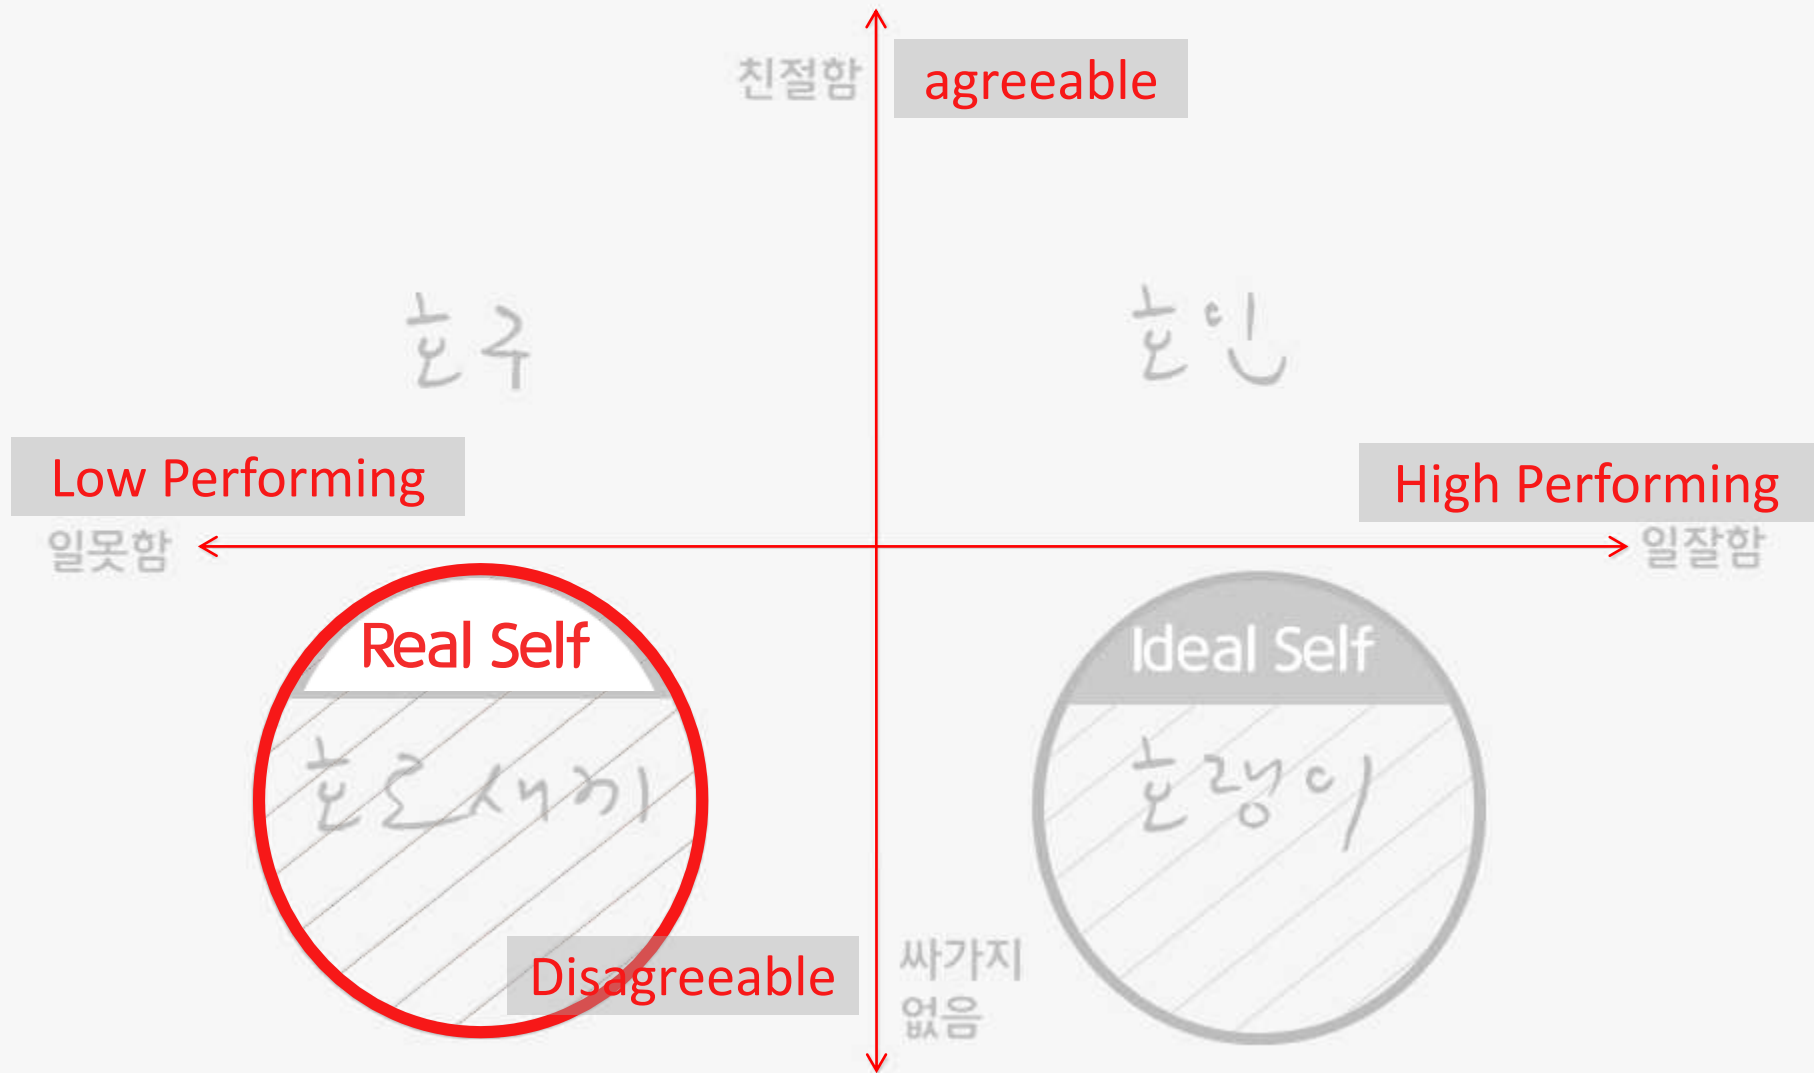 친절함 agreeable
호구 호인
Low Performing High Performing
일못함 일잘함
Real Self Ideal Self
호로새끼 호랭이
Disagreeable 싸가지
없음